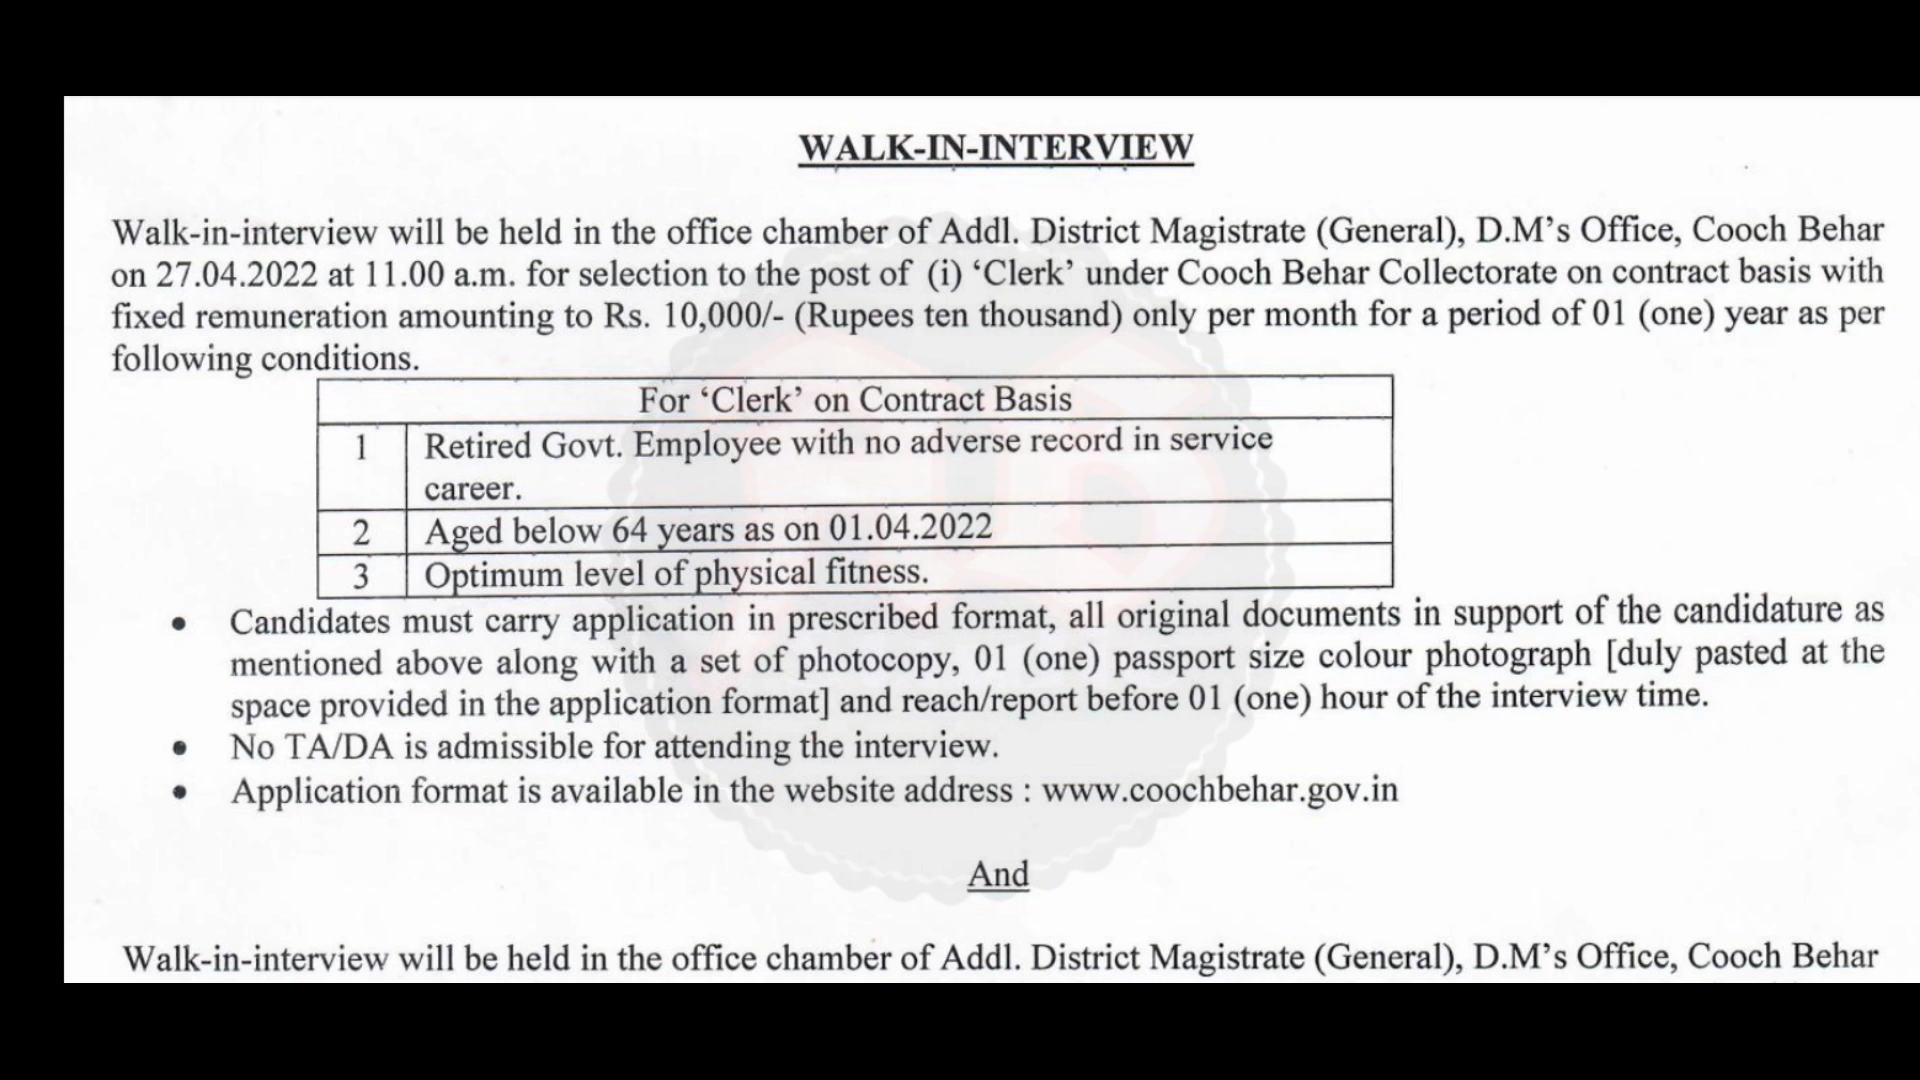 WALK-IN-INTERVIEW
Walk-in-interview will be held in the office chamber of Addl. District Magistrate (General), D.M’s Office, Cooch Behar
on 27.04.2022 at 11.00 a.m. for selection to the post of (i) ‘Clerk’ under Cooch Behar Collectorate on contract basis with
fixed remuneration amounting to Rs. 10,000/- (Rupees ten thousand) only per month for a period of 01 (one) year as per
following conditions.
For ‘Clerk’ on Contract Basis
1 Retired Govt. Employee with no adverse record in service
career.
2 Aged below 64 years as on 01.04.2022
3 Optimum level of physical fitness.
• Candidates must carry application in prescribed format, all original documents in support of the candidature as
mentioned above along with a set of photocopy, 01 (one) passport size colour photograph [duly pasted at the
space provided in the application format] and reach/report before 01 (one) hour of the interview time.
• No TA/DA is admissible for attending the interview.
• Application format is available in the website address : www.coochbehar.gov.in
And
Walk-in-interview will be held in the office chamber of Addl. District Magistrate (General), D.M’s Office, Cooch Behar